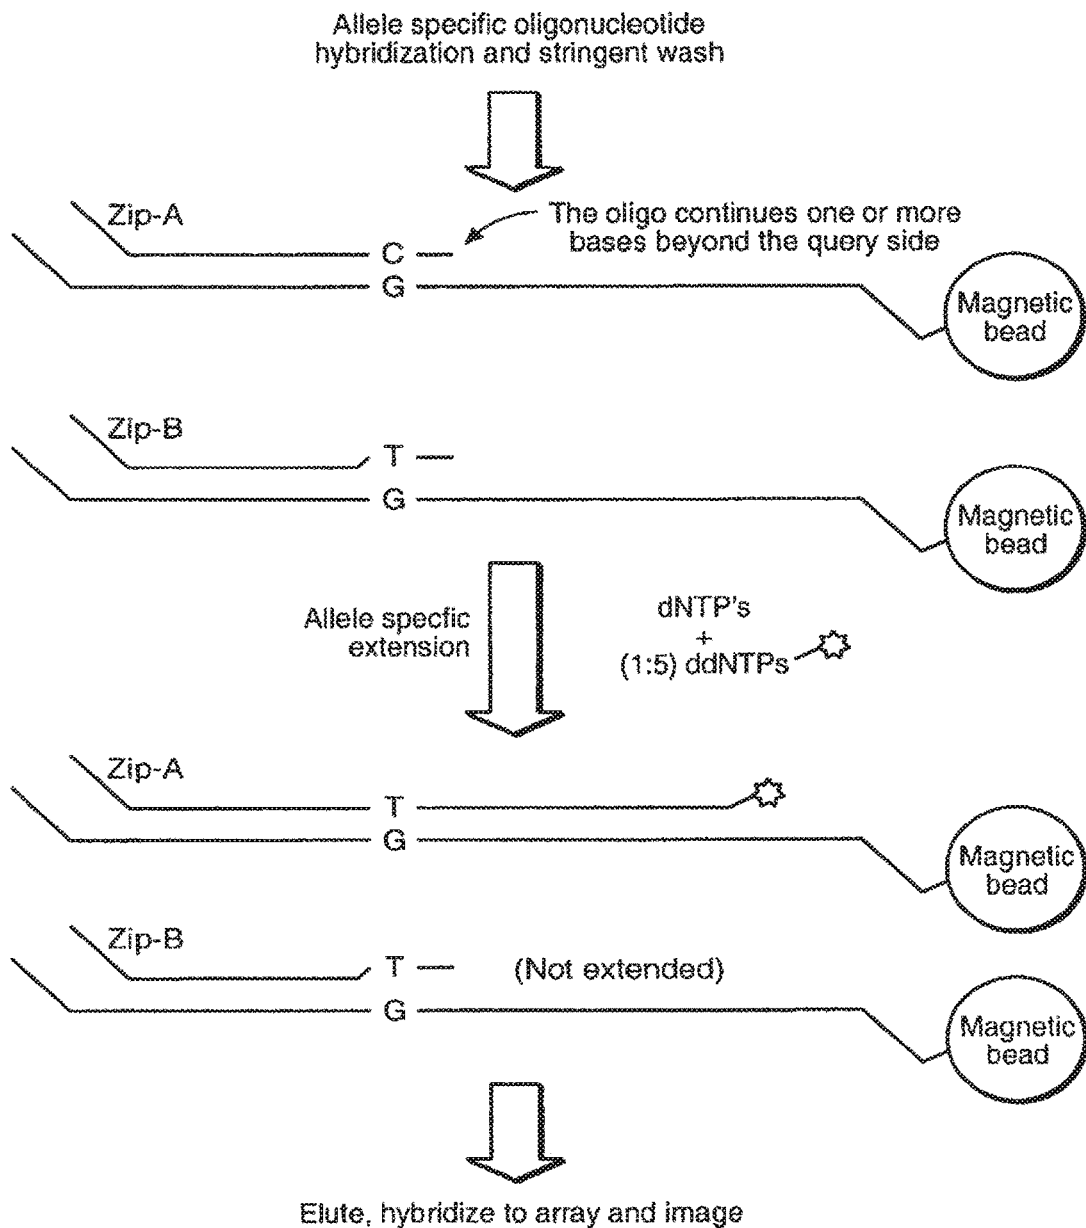 Allele specific oligonucleotide
hybridization and stringent wash
Zip-A
The oligo continues one or more
bases beyond the query side
C
G
Magnetic
bead
Zip-B
T
G
Magnetic
bead
Allele specfic
extension
dNTP's
+
(1:5) ddNTPs
Zip-A
T
G
Magnetic
bead
Zip-B
T
(Not extended)
G
Magnetic
bead
Elute, hybridize to array and image